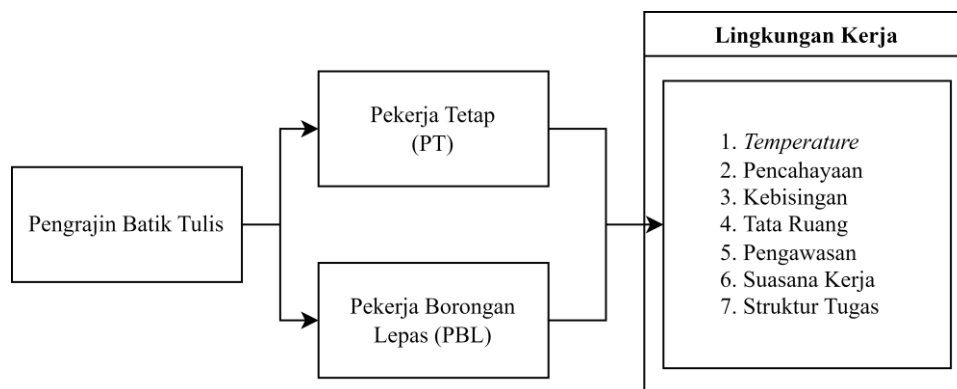 Pengrajin Batik Tulis
Pekerja Tetap
(PT)
Pekerja Borongan
Lepas (PBL)
Lingkungan Kerja
1. Temperature
2. Pencahayaan
3. Kebisingan
4. Tata Ruang
5. Pengawasan
6. Suasana Kerja
7. Struktur Tugas